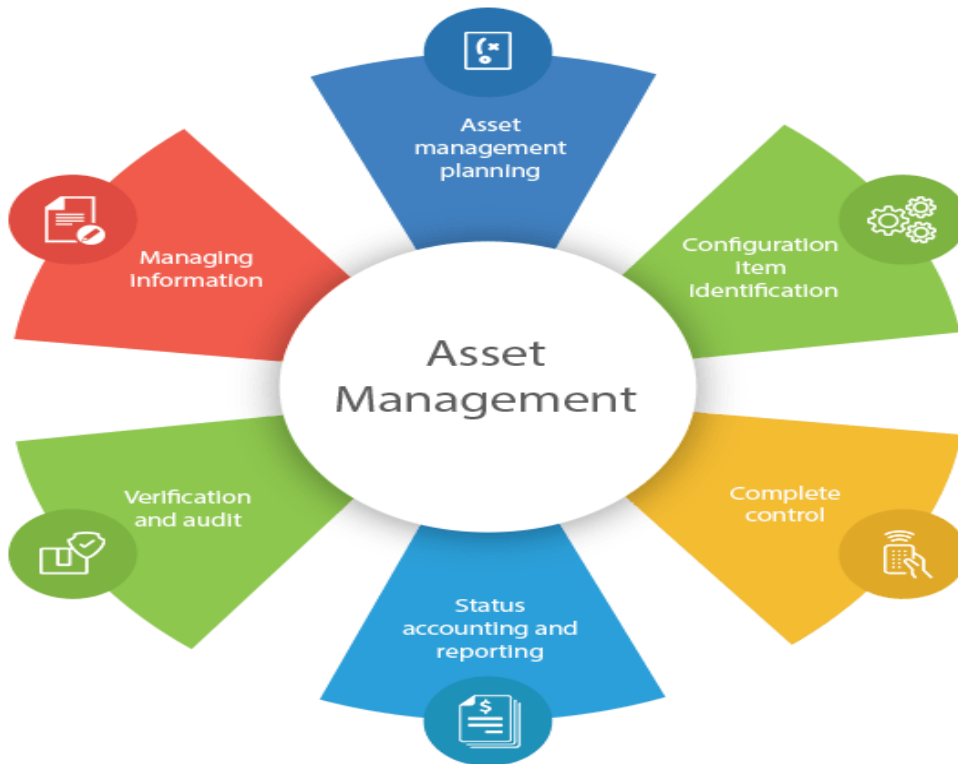 Asset
management
planning
Configuration
item
identification
Complete
control
Status
accounting and
reporting
Verification
and audit
Managing
information
Asset
Management
$